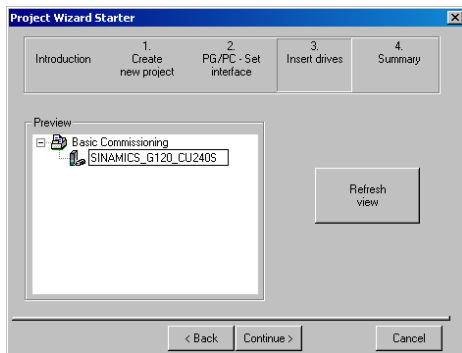 Project Wizard Starter
Introduction
1.
Create
new project
2.
PG/PC - Set
interface
3.
Insert drives
4.
Summary
Preview
Basic Commissioning
SINAMICS_G120_CU240S
Refresh
view
< Back
Continue >
Cancel